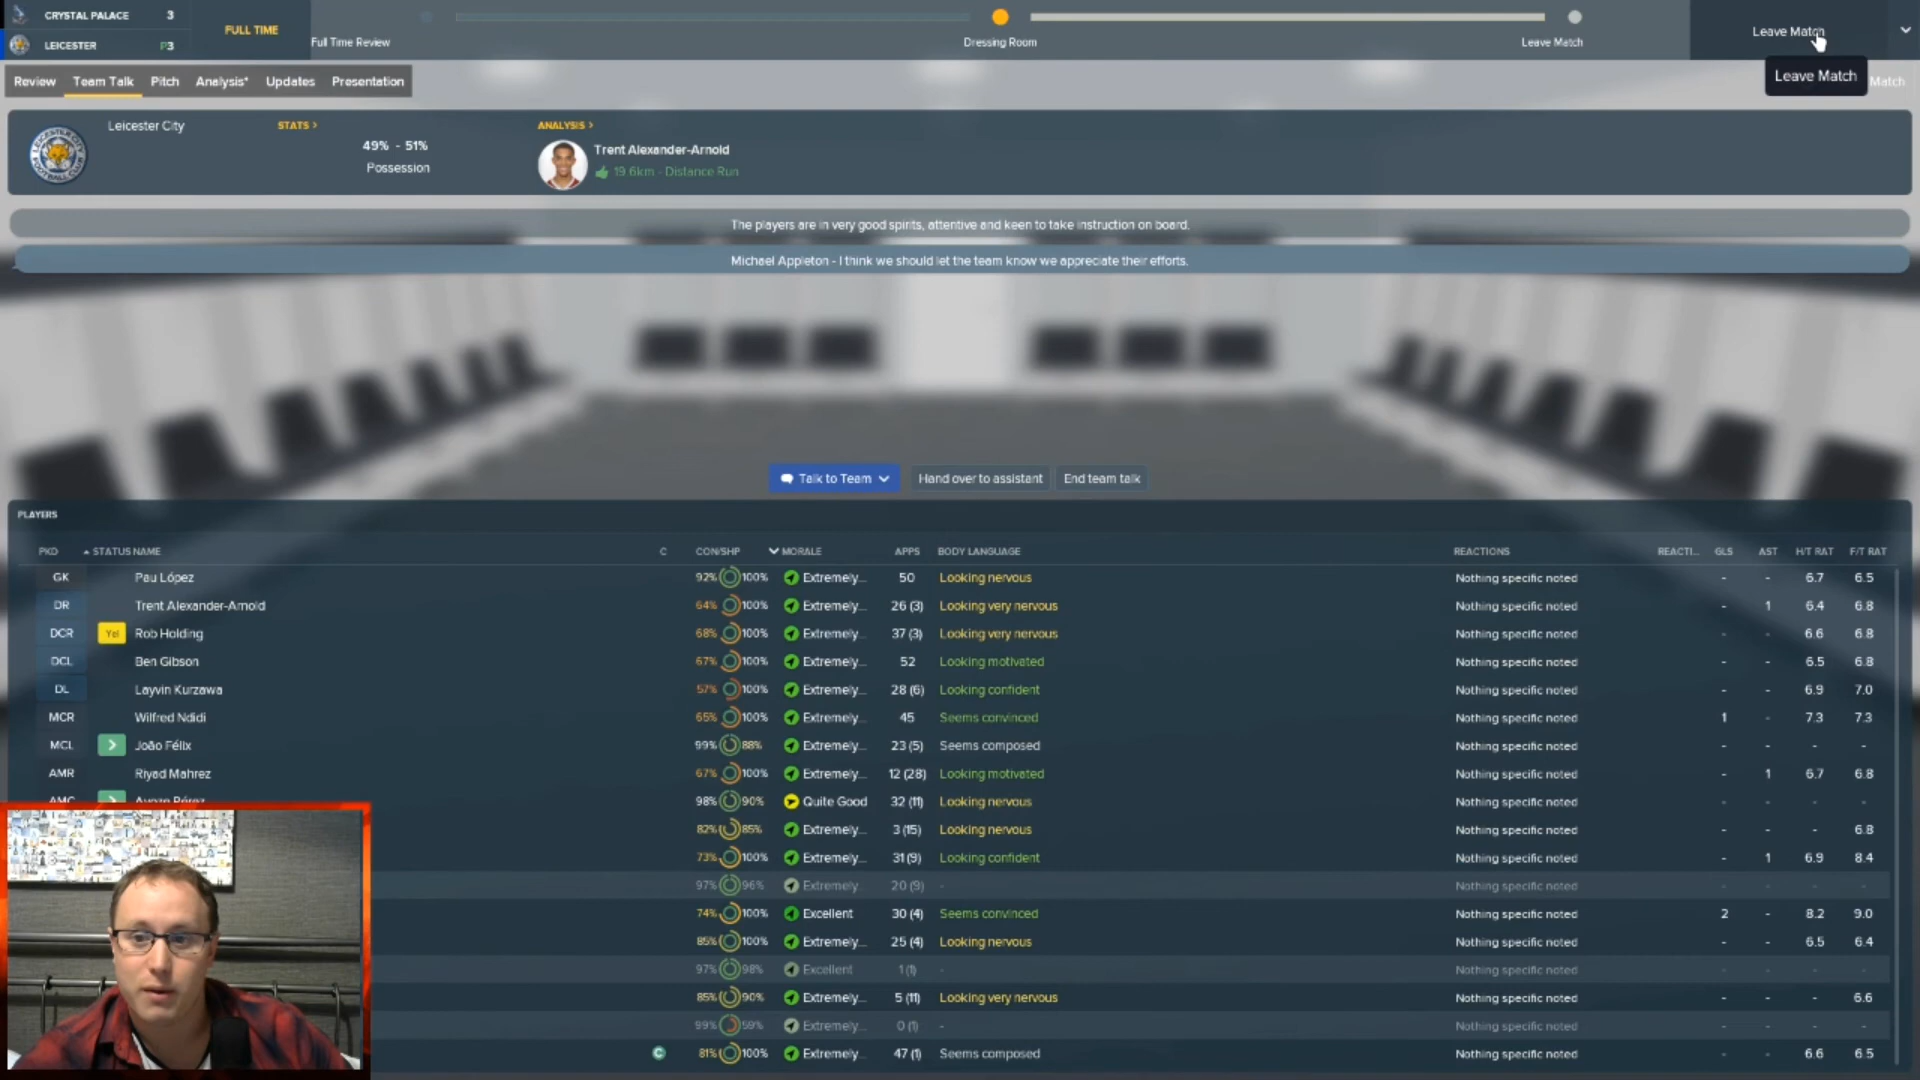 CRYSTAL PALACE 3
LEICESTER P3
FULL TIME
Full Time Review
Dressing Room
Leave Match
Leave Match
Leave Match
Match
Review Team Talk Pitch Analysis* Updates Presentation
Leicester City
STATS >
49% - 51%
Possession
ANALYSIS >
Trent Alexander-Arnold
19.6km - Distance Run
The players are in very good spirits, attentive and keen to take instruction on board.
Michael Appleton - I think we should let the team know we appreciate their efforts.
Talk to Team Hand over to assistant End team talk
PLAYERS
PKD STATUS NAME C CON/SHP MORALE APPS BODY LANGUAGE REACTIONS REACTI... GLS AST H/T RAT F/T RAT
GK Pau López 92% 100% Extremely... 50 Looking nervous Nothing specific noted - - 6.7 6.5
DR Trent Alexander-Arnold 64% 100% Extremely... 26 (3) Looking very nervous Nothing specific noted - 1 6.4 6.8
DCR Yel Rob Holding 68% 100% Extremely... 37 (3) Looking very nervous Nothing specific noted - - 6.6 6.8
DCL Ben Gibson 67% 100% Extremely... 52 Looking motivated Nothing specific noted - - 6.5 6.8
DL Layvin Kurzawa 57% 100% Extremely... 28 (6) Looking confident Nothing specific noted - - 6.9 7.0
MCR Wilfred Ndidi 65% 100% Extremely... 45 Seems convinced Nothing specific noted 1 - 7.3 7.3
MCL João Félix 99% 88% Extremely... 23 (5) Seems composed Nothing specific noted - - - -
AMR Riyad Mahrez 67% 100% Extremely... 12 (28) Looking motivated Nothing specific noted - 1 6.7 6.8
AMC Ayoze Pérez 98% 90% Quite Good 32 (11) Looking nervous Nothing specific noted - - - -
82% 85% Extremely... 3 (15) Looking nervous Nothing specific noted - - - 6.8
73% 100% Extremely... 31 (9) Looking confident Nothing specific noted - 1 6.9 8.4
97% 96% Extremely 20 (9) - Nothing specific noted - - - -
74% 100% Excellent 30 (4) Seems convinced Nothing specific noted 2 - 8.2 9.0
85% 100% Extremely... 25 (4) Looking nervous Nothing specific noted - - 6.5 6.4
97% 98% Excellent 1 (1) - Nothing specific noted - - - -
85% 90% Extremely... 5 (11) Looking very nervous Nothing specific noted - - - 6.6
99% 59% Extremely... 0 (1) - Nothing specific noted - - - -
C 81% 100% Extremely... 47 (1) Seems composed Nothing specific noted - - 6.6 6.5